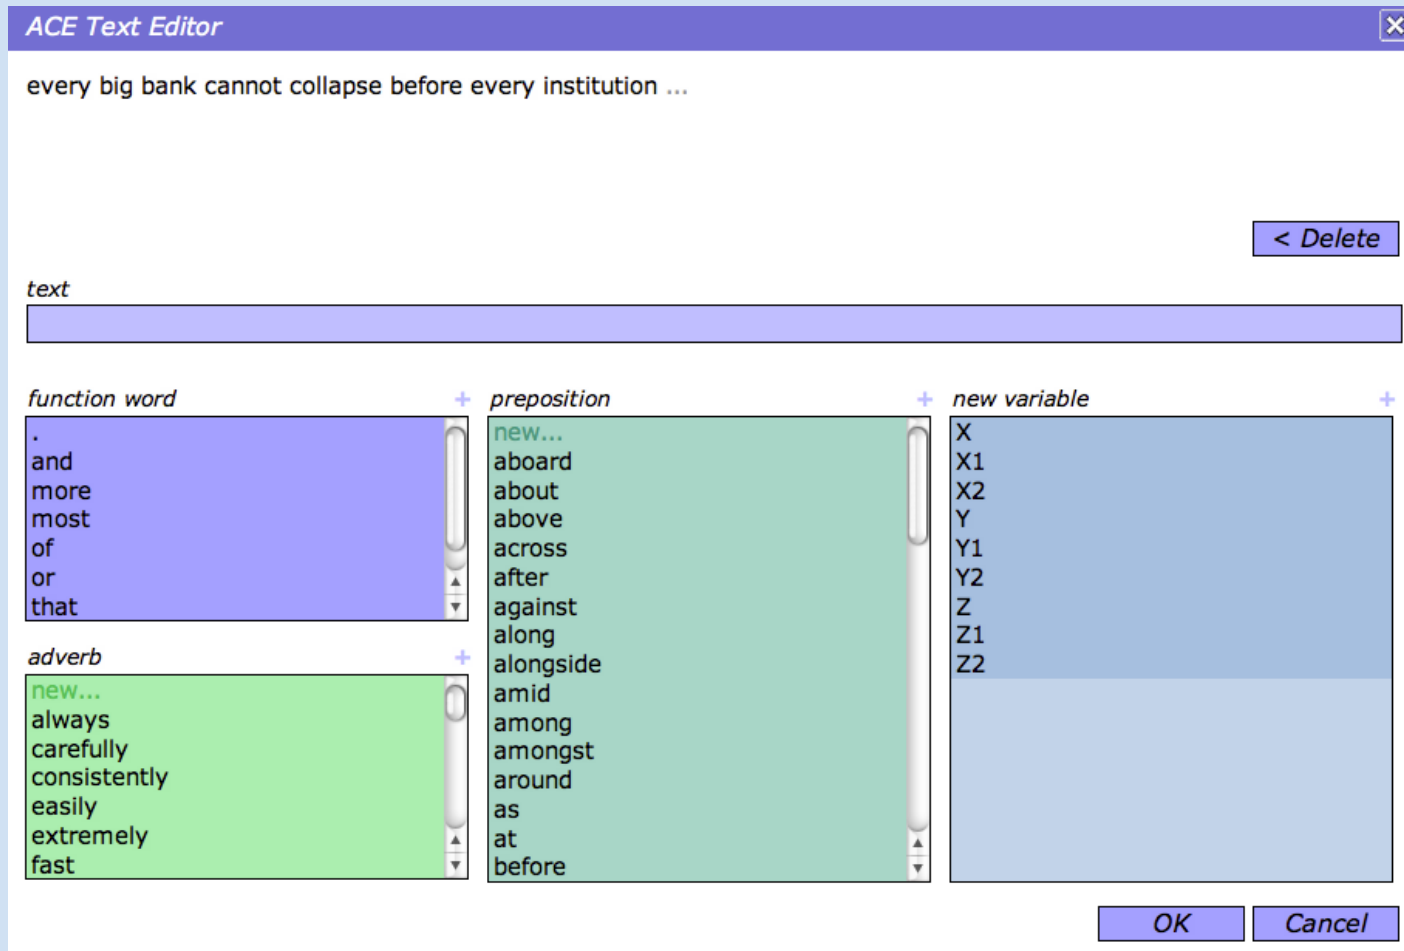 ACE Text Editor
every big bank cannot collapse before every institution ...
< Delete
text
function word +
.
and
more
most
of
or
that
adverb +
new...
always
carefully
consistently
easily
extremely
fast
preposition +
new...
aboard
about
above
across
after
against
along
alongside
amid
among
amongst
around
as
at
before
new variable +
X
X1
X2
Y
Y1
Y2
Z
Z1
Z2
OK
Cancel